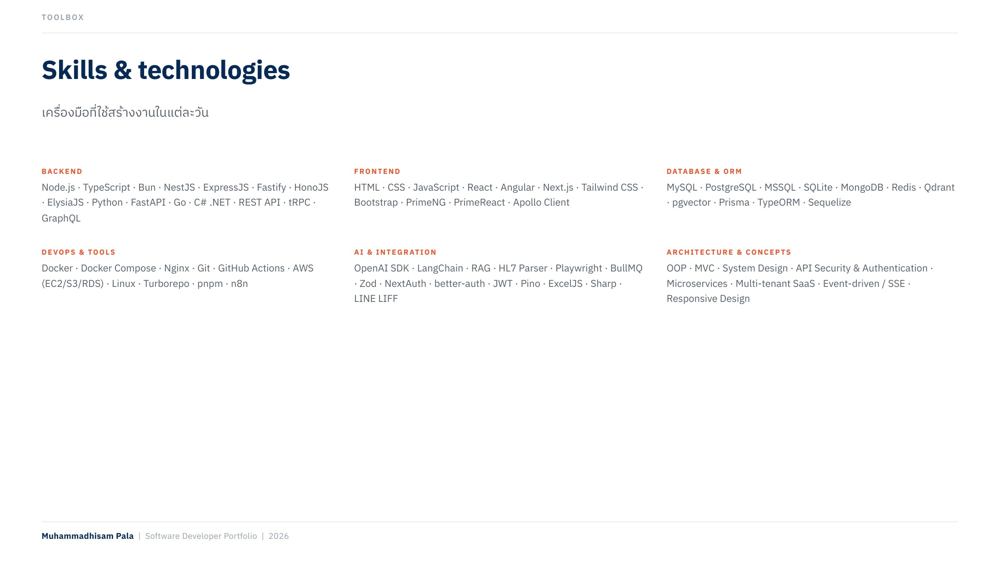 TOOLBOX
Skills & technologies
เครื่องมือที่ใช้สร้างงานในแต่ละวัน
BACKEND
Node.js · TypeScript · Bun · NestJS · ExpressJS · Fastify · HonoJS
· ElysiaJS · Python · FastAPI · Go · C# .NET · REST API · tRPC ·
GraphQL
FRONTEND
HTML · CSS · JavaScript · React · Angular · Next.js · Tailwind CSS ·
Bootstrap · PrimeNG · PrimeReact · Apollo Client
DATABASE & ORM
MySQL · PostgreSQL · MSSQL · SQLite · MongoDB · Redis · Qdrant
· pgvector · Prisma · TypeORM · Sequelize
DEVOPS & TOOLS
Docker · Docker Compose · Nginx · Git · GitHub Actions · AWS
(EC2/S3/RDS) · Linux · Turborepo · pnpm · n8n
AI & INTEGRATION
OpenAI SDK · LangChain · RAG · HL7 Parser · Playwright · BullMQ
· Zod · NextAuth · better-auth · JWT · Pino · ExcelJS · Sharp ·
LINE LIFF
ARCHITECTURE & CONCEPTS
OOP · MVC · System Design · API Security & Authentication ·
Microservices · Multi-tenant SaaS · Event-driven / SSE ·
Responsive Design
Muhammadhisam Pala | Software Developer Portfolio | 2026